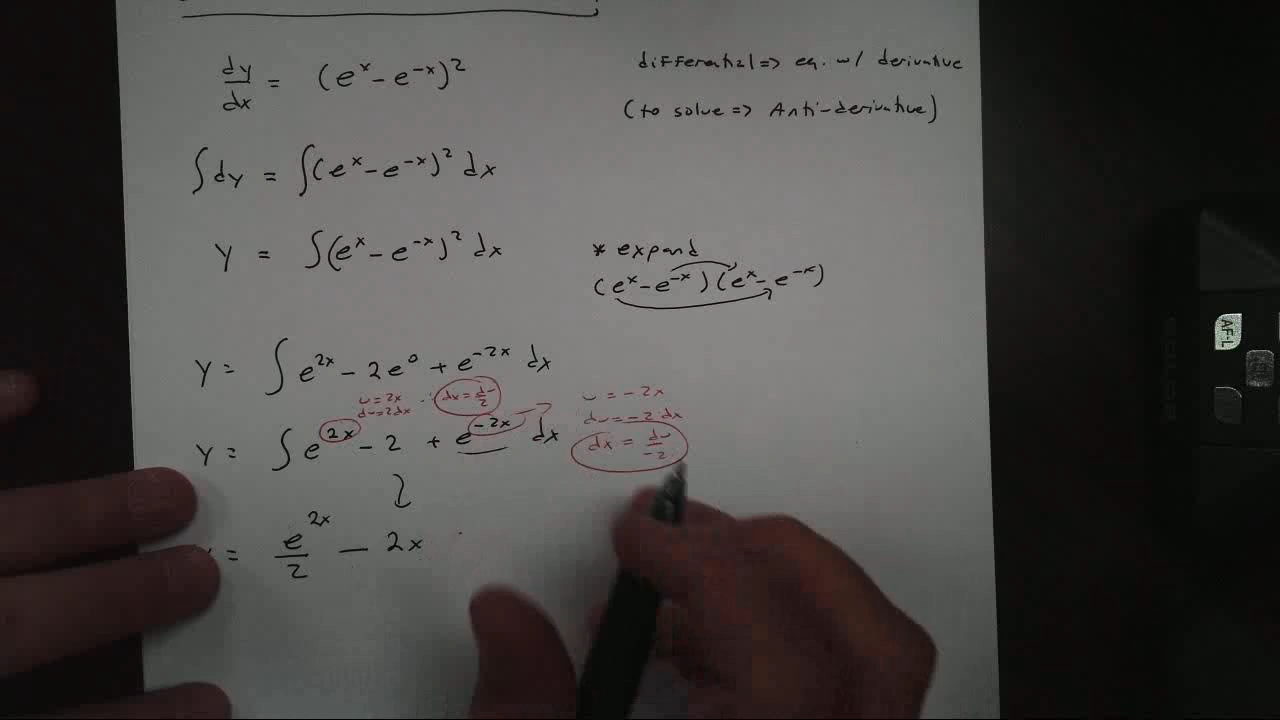 dy/dx = (e^x - e^-x)^2
differential => eq. w/ derivative
(to solve => Anti-derivative)
∫dy = ∫(e^x - e^-x)^2 dx
Y = ∫(e^x - e^-x)^2 dx
* expand
(e^x - e^-x)(e^x - e^-x)
Y = ∫ e^2x - 2e^0 + e^-2x dx
u = 2x
du = 2dx
∴ dx = du/2
u = -2x
du = -2dx
dx = du/-2
Y = ∫ e^2x - 2 + e^-2x dx
= e^2x/2 - 2x
AF-L